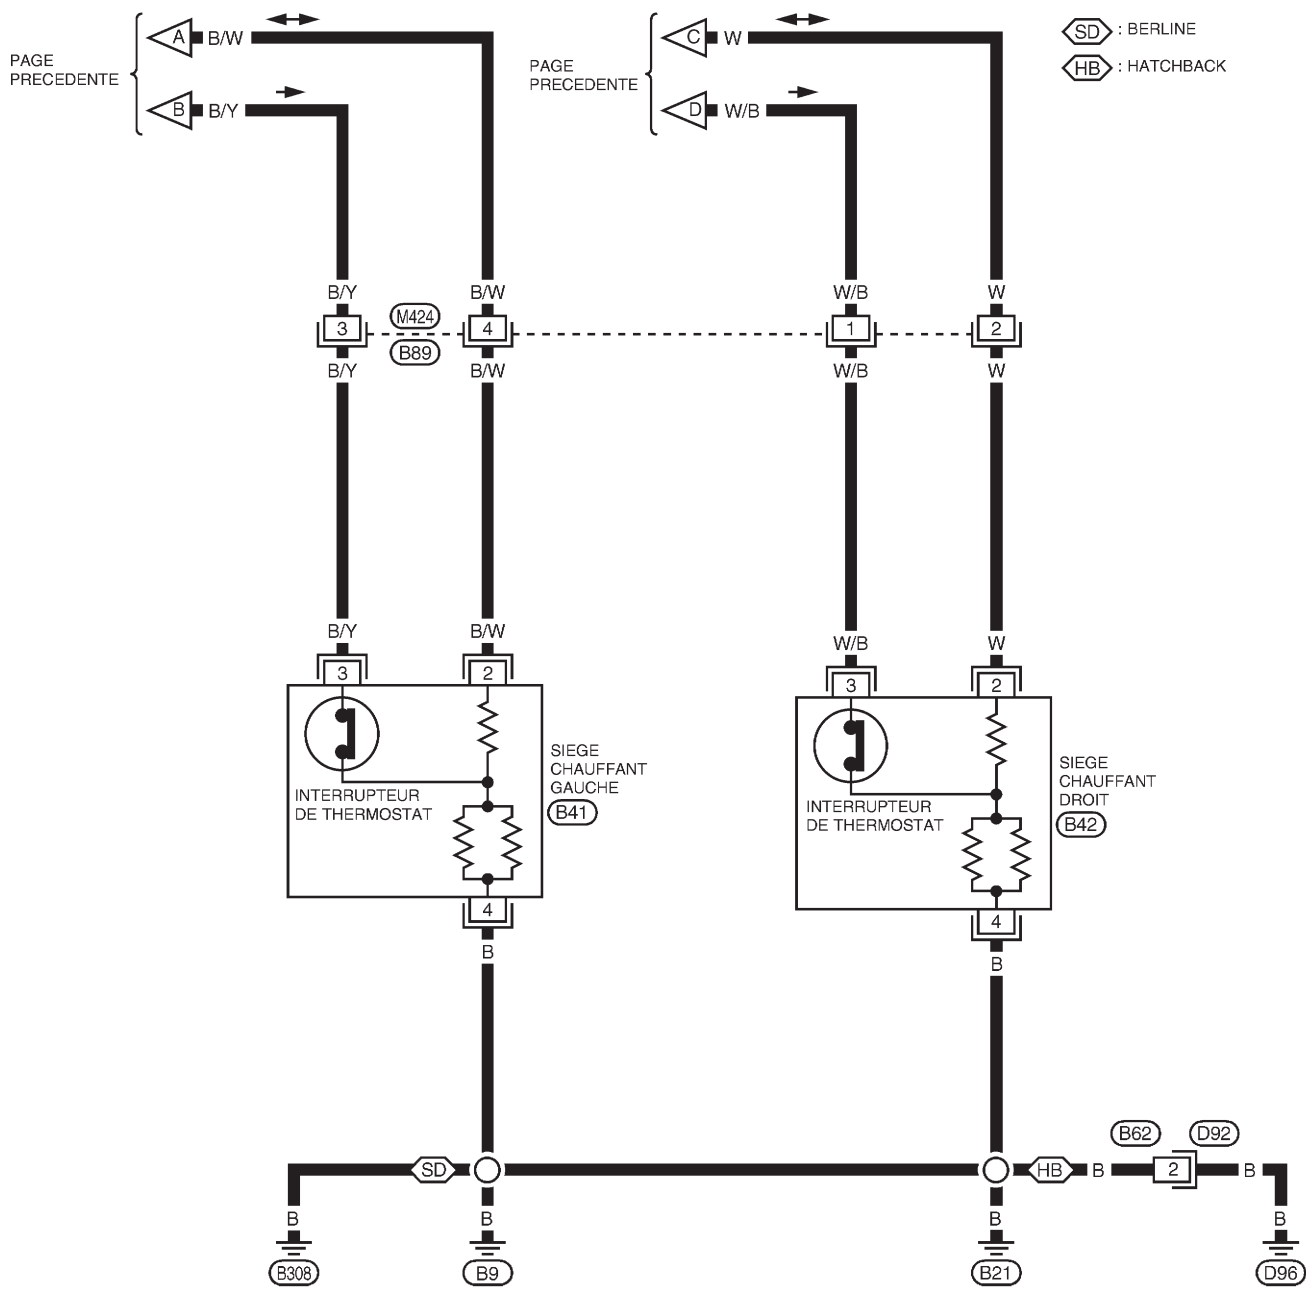 PAGE
PRECEDENTE
A B/W
B B/Y
PAGE
PRECEDENTE
C W
D W/B
SD : BERLINE
HB : HATCHBACK
B/Y B/W W/B W
3 M424 4 1 2
B89
B/Y B/W W/B W
B/Y B/W
3 2
W/B W
3 2
INTERRUPTEUR
DE THERMOSTAT
SIEGE
CHAUFFANT
GAUCHE
B41
4
B
INTERRUPTEUR
DE THERMOSTAT
SIEGE
CHAUFFANT
DROIT
B42
4
B
B62 D92
SD HB B 2 B
B B B B
B308 B9 B21 D96